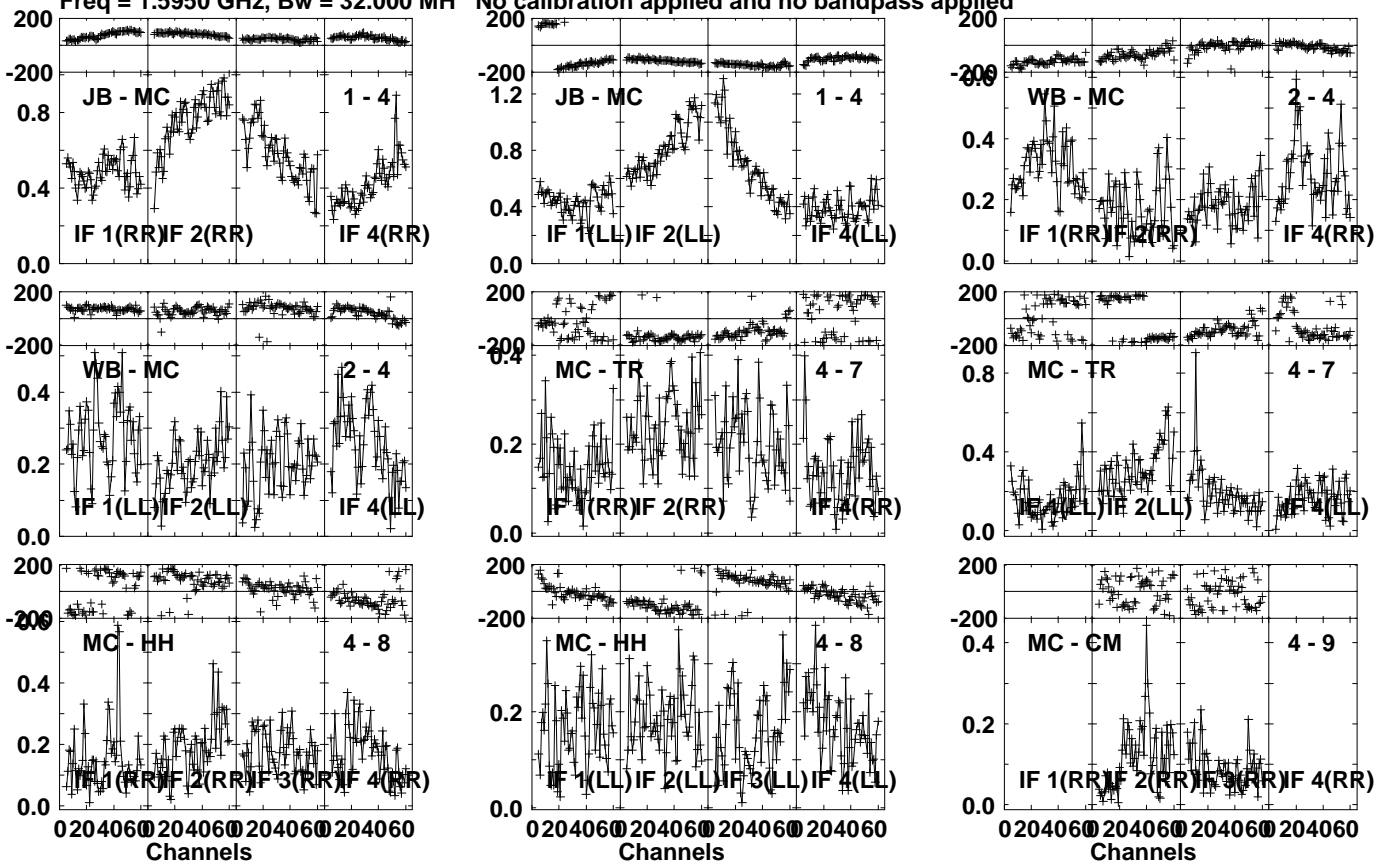 Freq = 1.5950 GHz, Bw = 32.000 MH No calibration applied and no bandpass applied
200 200 200
-200 -200 -200
JB - MC 1 - 4 JB - MC 1 - 4 WB - MC 2 - 4
0.8 0.4 0.0
1.2 0.8 0.4 0.0
0.6 0.4 0.2 0.0
IF 1(RR) IF 2(RR) IF 4(RR) IF 1(LL) IF 2(LL) IF 4(LL) IF 1(RR) IF 2(RR) IF 4(RR)
200 200 200
-200 -200 -200
WB - MC 2 - 4 MC - TR 4 - 7 MC - TR 4 - 7
0.4 0.2 0.0
0.4 0.2 0.0
0.8 0.4 0.0
IF 1(LL) IF 2(LL) IF 4(LL) IF 1(RR) IF 2(RR) IF 4(RR) IF 1(LL) IF 2(LL) IF 4(LL)
200 200 200
-200 -200 -200
MC - HH 4 - 8 MC - HH 4 - 8 MC - CM 4 - 9
0.6 0.4 0.2 0.0
0.4 0.2 0.0
0.4 0.2 0.0
IF 1(RR) IF 2(RR) IF 3(RR) IF 4(RR) IF 1(LL) IF 2(LL) IF 3(LL) IF 4(LL) IF 1(RR) IF 2(RR) IF 3(RR) IF 4(RR)
0 20 40 60 0 20 40 60 0 20 40 60 0 20 40 60 0 20 40 60 0 20 40 60 0 20 40 60 0 20 40 60 0 20 40 60 0 20 40 60 0 20 40 60 0 20 40 60
Channels Channels Channels